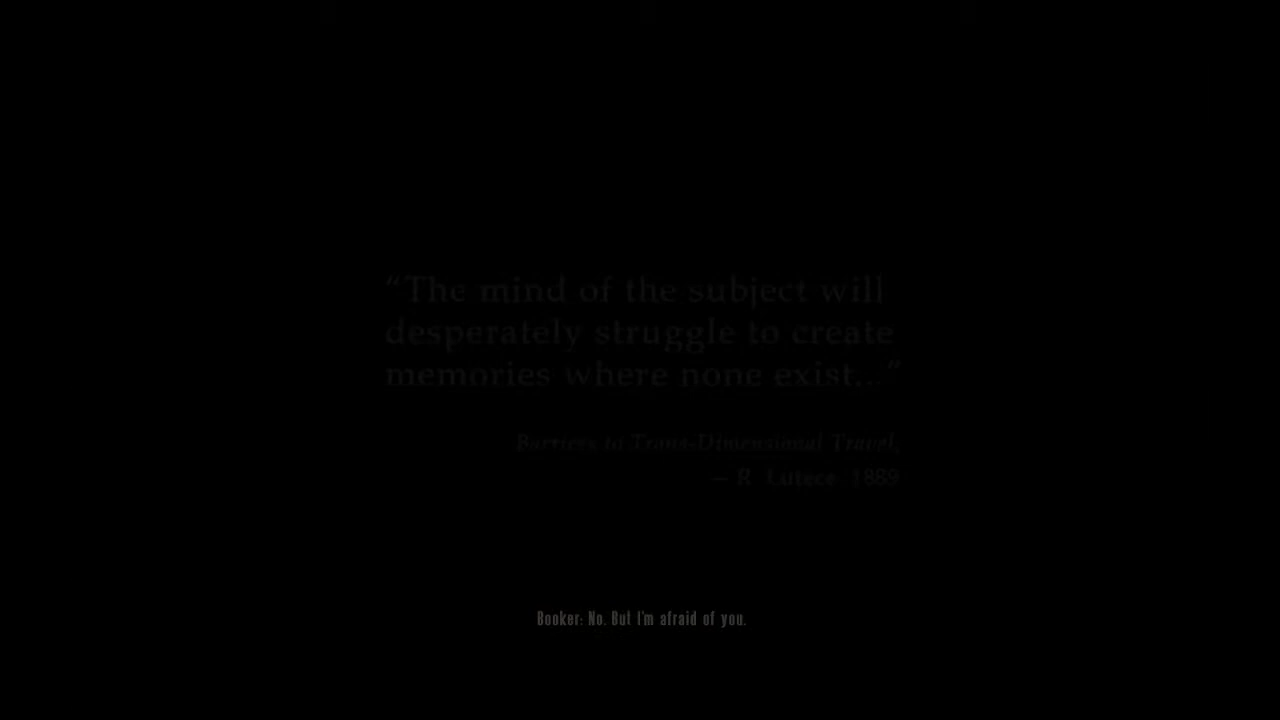 “The mind of the subject will
desperately struggle to create
memories where none exist...”
Barriers to Trans-Dimensional Travel,
— R. Lutece, 1889
Booker: No. But I'm afraid of you.